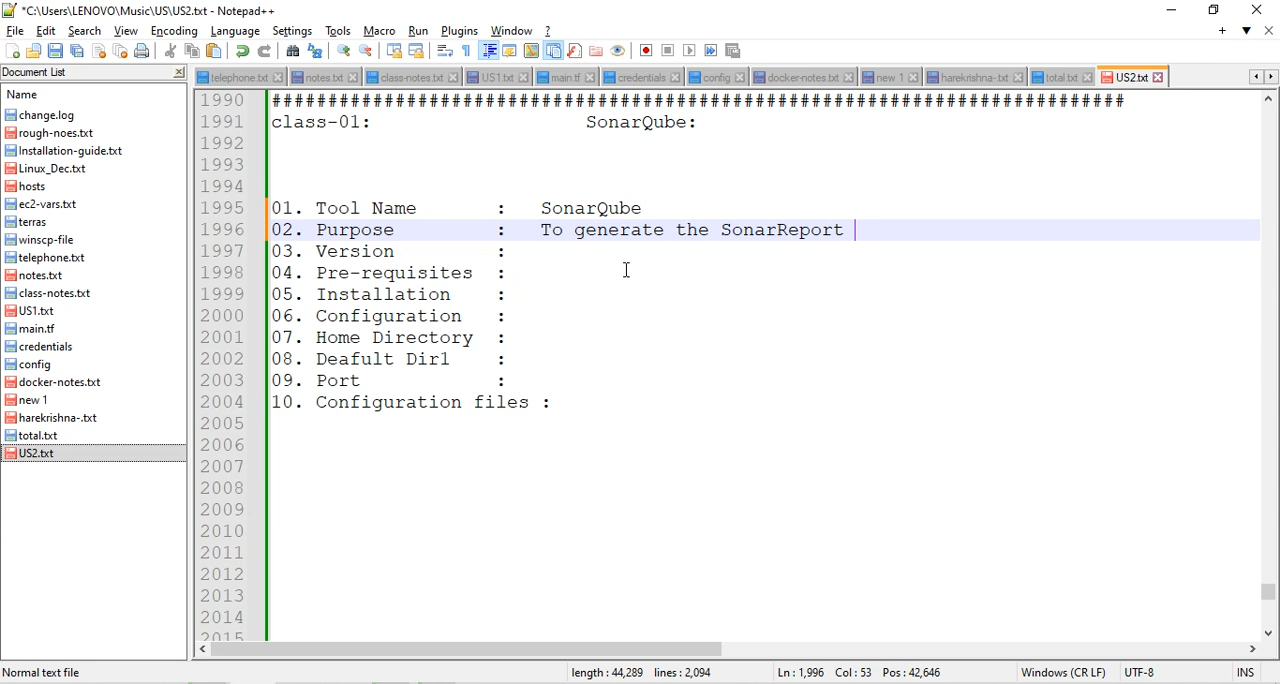 *C:\Users\LENOVO\Music\US\US2.txt - Notepad++
File Edit Search View Encoding Language Settings Tools Macro Run Plugins Window ?
Document List
telephone.txt notes.txt class-notes.txt US1.txt main.tf credentials config docker-notes.txt new 1 harekrishna-.txt total.txt US2.txt
Name
change.log
rough-noes.txt
Installation-guide.txt
Linux_Dec.txt
hosts
ec2-vars.txt
terras
winscp-file
telephone.txt
notes.txt
class-notes.txt
US1.txt
main.tf
credentials
config
docker-notes.txt
new 1
harekrishna-.txt
total.txt
US2.txt
1990 ############################################################################
1991 class-01: SonarQube:
1992
1993
1994
1995 01. Tool Name : SonarQube
1996 02. Purpose : To generate the SonarReport
1997 03. Version :
1998 04. Pre-requisites :
1999 05. Installation :
2000 06. Configuration :
2001 07. Home Directory :
2002 08. Deafult Dirl :
2003 09. Port :
2004 10. Configuration files :
2005
2006
2007
2008
2009
2010
2011
2012
2013
2014
2015
Normal text file length : 44,289 lines : 2,094 Ln : 1,996 Col : 53 Pos : 42,646 Windows (CR LF) UTF-8 INS